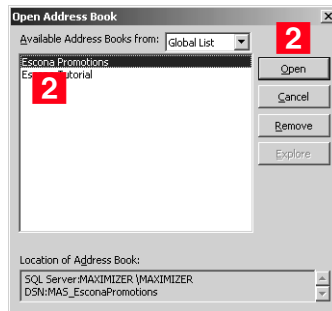 Open Address Book
Available Address Books from: Global List
2
Escona Promotions
Open
2
Cancel
Remove
Explore
Location of Address Book:
SQL Server:MAXIMIZER \MAXIMIZER
DSN:MAS_EsconaPromotions